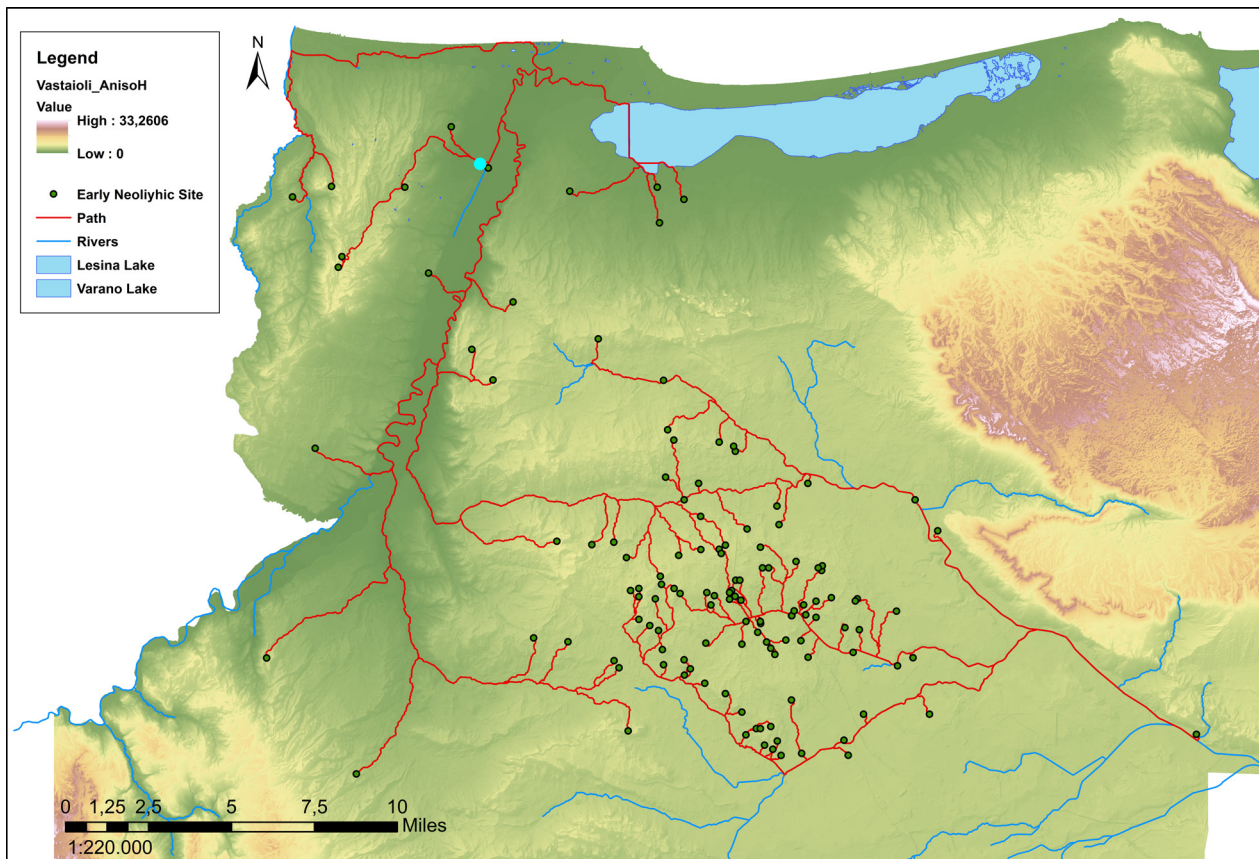 Legend
N
Vastaioli_AnisoH
Value
High : 33,2606
Low : 0
Early Neoliyhic Site
Path
Rivers
Lesina Lake
Varano Lake
0 1,25 2,5 5 7,5 10
Miles
1:220.000